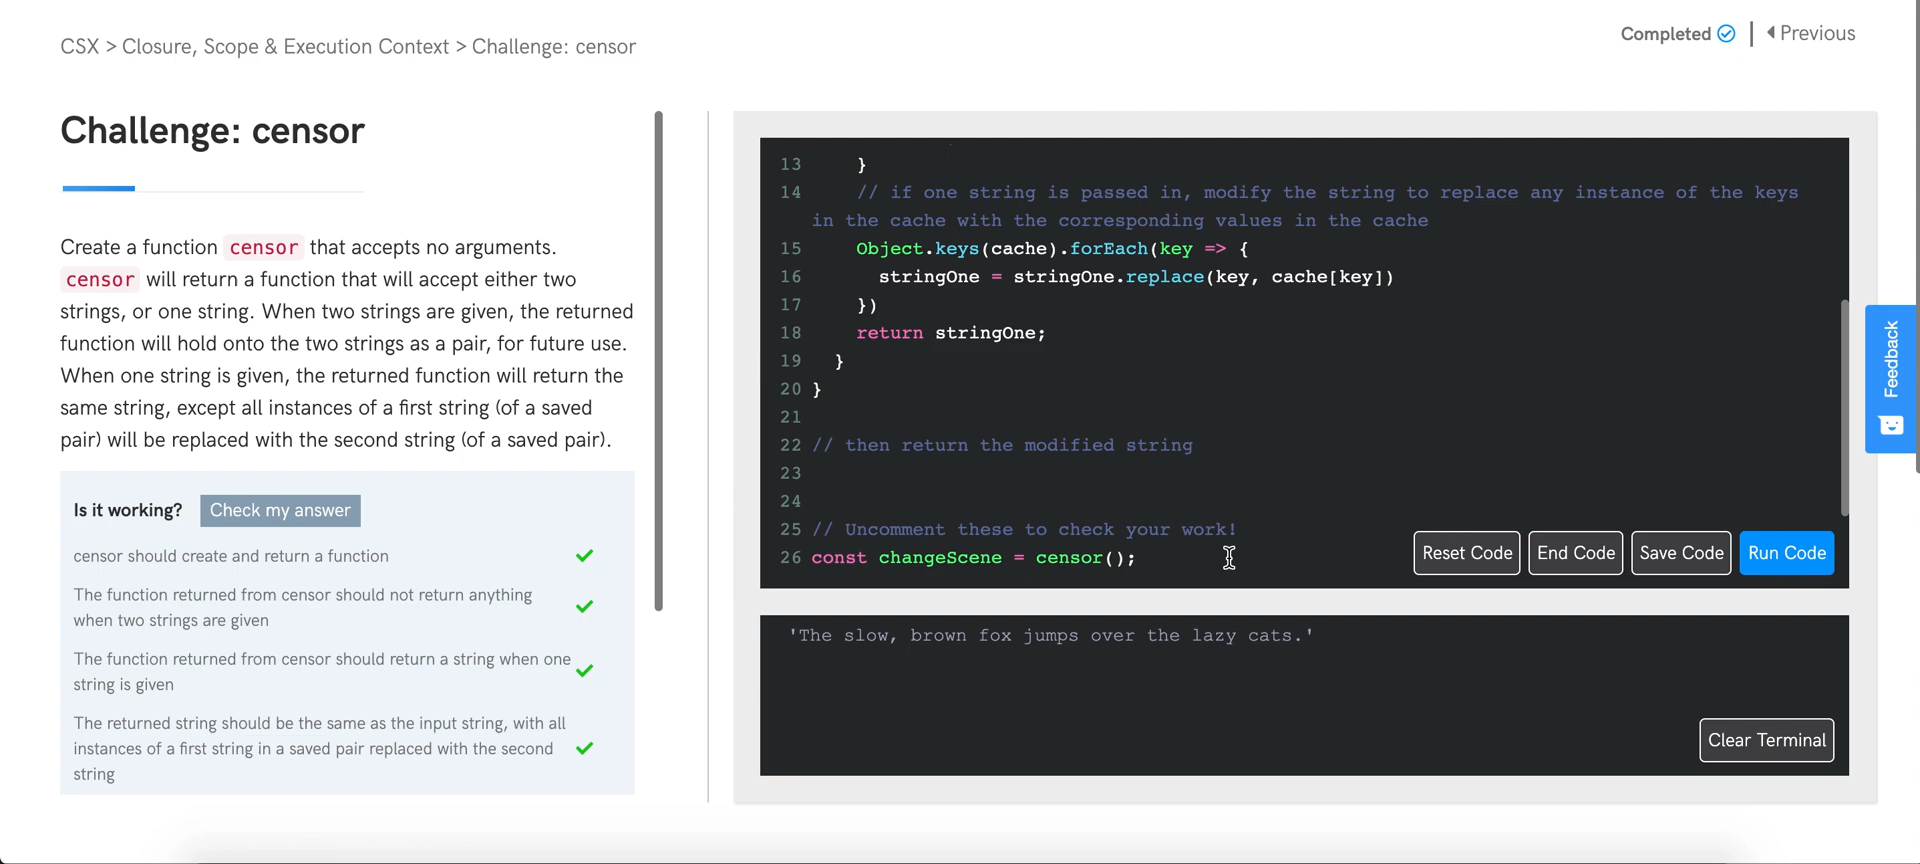 CSX > Closure, Scope & Execution Context > Challenge: censor
Completed
Previous
Challenge: censor
Create a function censor that accepts no arguments.
censor will return a function that will accept either two
strings, or one string. When two strings are given, the returned
function will hold onto the two strings as a pair, for future use.
When one string is given, the returned function will return the
same string, except all instances of a first string (of a saved
pair) will be replaced with the second string (of a saved pair).
Is it working? Check my answer
censor should create and return a function
The function returned from censor should not return anything
when two strings are given
The function returned from censor should return a string when one
string is given
The returned string should be the same as the input string, with all
instances of a first string in a saved pair replaced with the second
string
13 }
14 // if one string is passed in, modify the string to replace any instance of the keys
in the cache with the corresponding values in the cache
15 Object.keys(cache).forEach(key => {
16 stringOne = stringOne.replace(key, cache[key])
17 })
18 return stringOne;
19 }
20 }
21
22 // then return the modified string
23
24
25 // Uncomment these to check your work!
26 const changeScene = censor();
Reset Code
End Code
Save Code
Run Code
'The slow, brown fox jumps over the lazy cats.'
Clear Terminal
Feedback